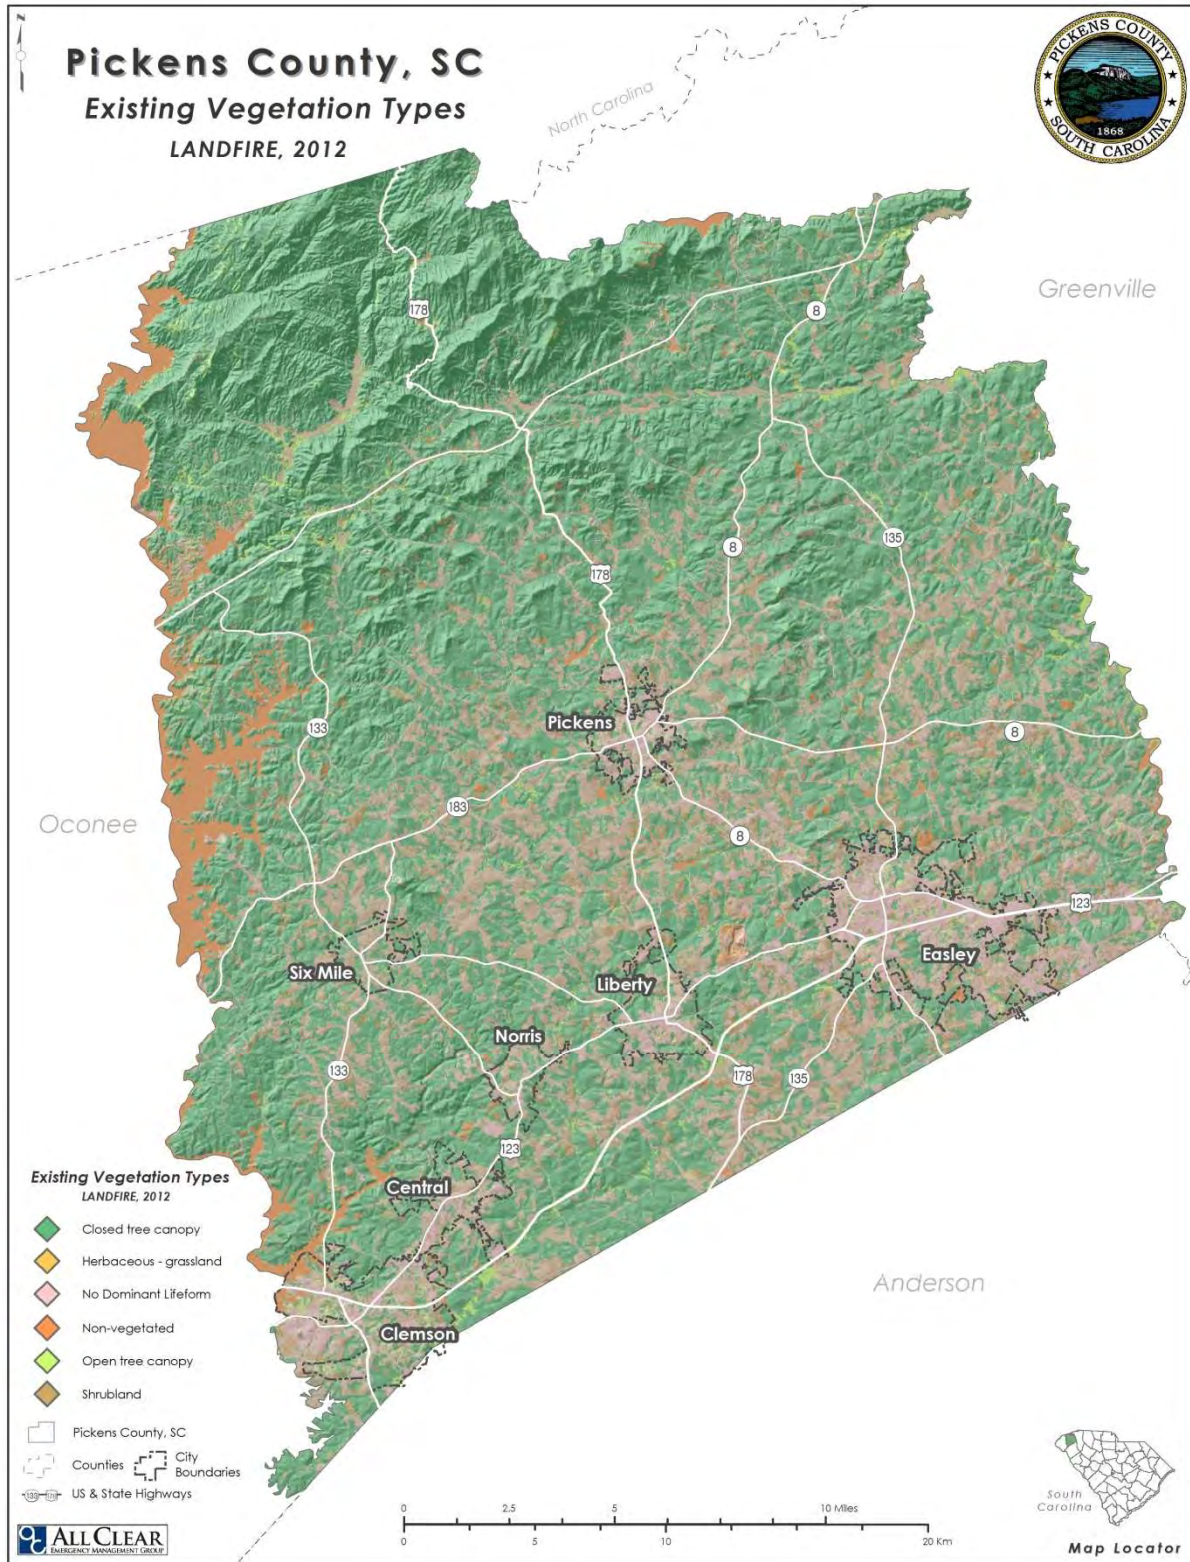 N
Pickens County, SC
Existing Vegetation Types
LANDFIRE, 2012
PICKENS COUNTY
SOUTH CAROLINA
1868
North Carolina
Greenville
178
8
8
135
178
Pickens
133
8
183
8
Oconee
123
Easley
Six Mile
Liberty
Norris
133
178
135
123
Central
Anderson
Clemson
Existing Vegetation Types
LANDFIRE, 2012
Closed tree canopy
Herbaceous - grassland
No Dominant Lifeform
Non-vegetated
Open tree canopy
Shrubland
Pickens County, SC
Counties
City
Boundaries
133
178
US & State Highways
ALL CLEAR
EMERGENCY MANAGEMENT GROUP
0 2.5 5 10 Miles
0 5 10 20 Km
South
Carolina
Map Locator